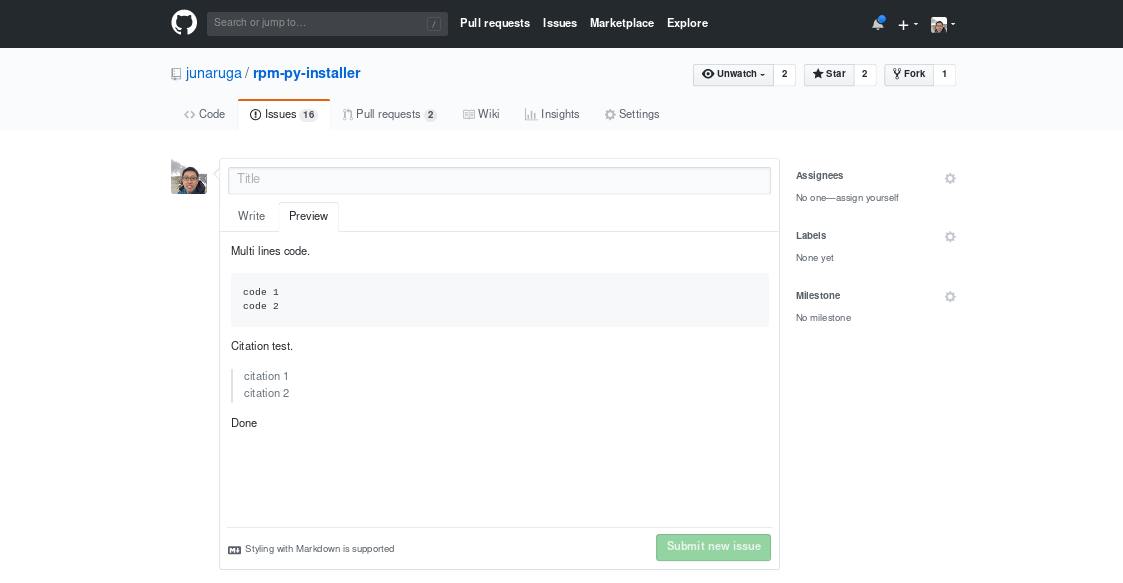 Search or jump to… /
Pull requests Issues Marketplace Explore
junaruga / rpm-py-installer
Unwatch 2 Star 2 Fork 1
Code Issues 16 Pull requests 2 Wiki Insights Settings
Title
Write Preview
Multi lines code.
code 1
code 2
Citation test.
citation 1
citation 2
Done
Styling with Markdown is supported
Submit new issue
Assignees
No one—assign yourself
Labels
None yet
Milestone
No milestone